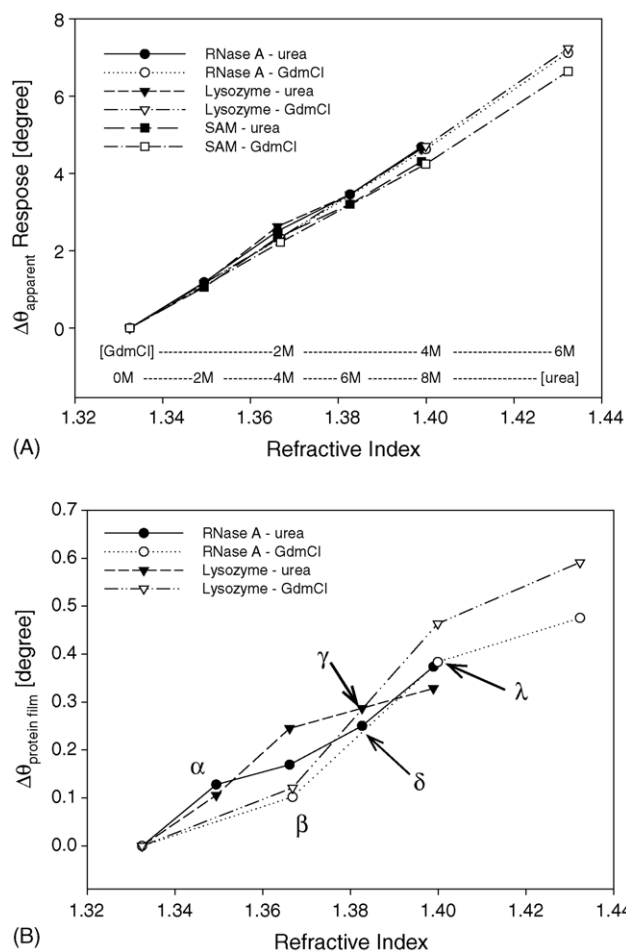 RNase A - urea
RNase A - GdmCl
Lysozyme - urea
Lysozyme - GdmCl
SAM - urea
SAM - GdmCl
8
6
4
2
0
Δθapparent Respose [degree]
[GdmCl] ---------------------2M---------------------------4M------------------------6M
0M ------2M---------4M---------6M---------8M-----------------------[urea]
1.32 1.34 1.36 1.38 1.40 1.42 1.44
(A) Refractive Index
RNase A - urea
RNase A - GdmCl
Lysozyme - urea
Lysozyme - GdmCl
0.7
0.6
0.5
0.4
0.3
0.2
0.1
0.0
Δθprotein film [degree]
γ
λ
α
δ
β
1.32 1.34 1.36 1.38 1.40 1.42 1.44
(B) Refractive Index